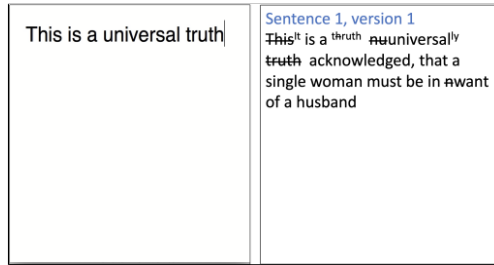 This is a universal truth
Sentence 1, version 1
ThisIt is a thruth nuuniversally
truth acknowledged, that a
single woman must be in nwant
of a husband